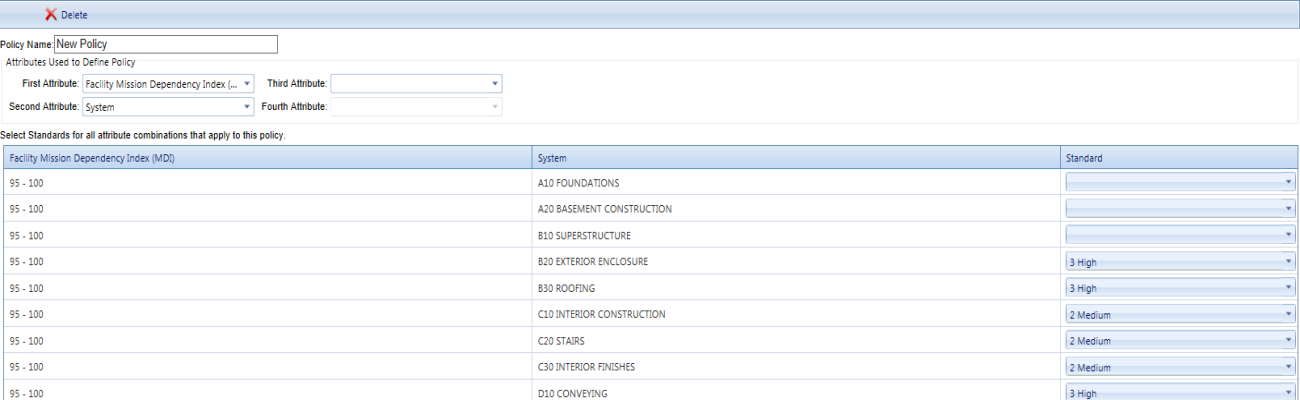 Delete
Policy Name: New Policy
Attributes Used to Define Policy
First Attribute: Facility Mission Dependency Index (... Third Attribute:
Second Attribute: System Fourth Attribute:
Select Standards for all attribute combinations that apply to this policy.
Facility Mission Dependency Index (MDI) System Standard
95 - 100 A10 FOUNDATIONS
95 - 100 A20 BASEMENT CONSTRUCTION
95 - 100 B10 SUPERSTRUCTURE
95 - 100 B20 EXTERIOR ENCLOSURE 3 High
95 - 100 B30 ROOFING 3 High
95 - 100 C10 INTERIOR CONSTRUCTION 2 Medium
95 - 100 C20 STAIRS 2 Medium
95 - 100 C30 INTERIOR FINISHES 2 Medium
95 - 100 D10 CONVEYING 3 High